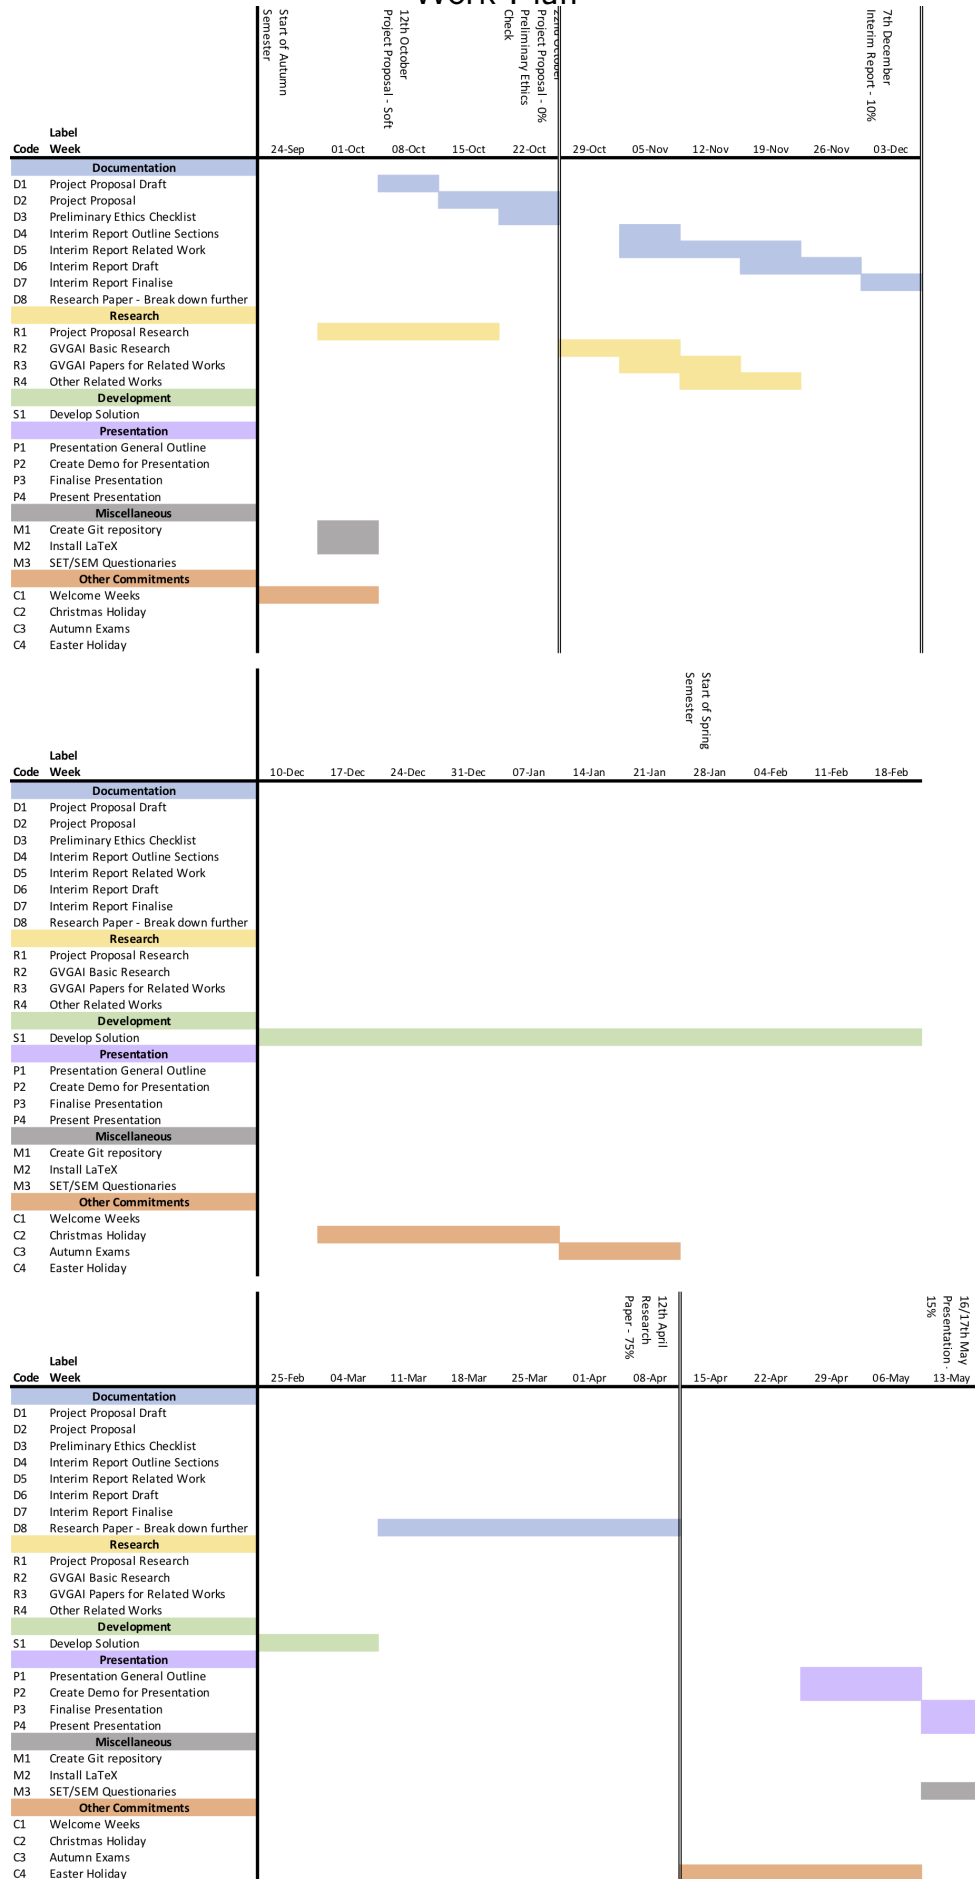 Work Plan
Start of Autumn
Semester
12th October
Project Proposal - Soft
22nd October
Project Proposal - 0%
Preliminary Ethics
Check
7th December
Interim Report - 10%
Label
Code Week 24-Sep 01-Oct 08-Oct 15-Oct 22-Oct 29-Oct 05-Nov 12-Nov 19-Nov 26-Nov 03-Dec
Documentation
D1 Project Proposal Draft
D2 Project Proposal
D3 Preliminary Ethics Checklist
D4 Interim Report Outline Sections
D5 Interim Report Related Work
D6 Interim Report Draft
D7 Interim Report Finalise
D8 Research Paper - Break down further
Research
R1 Project Proposal Research
R2 GVGAI Basic Research
R3 GVGAI Papers for Related Works
R4 Other Related Works
Development
S1 Develop Solution
Presentation
P1 Presentation General Outline
P2 Create Demo for Presentation
P3 Finalise Presentation
P4 Present Presentation
Miscellaneous
M1 Create Git repository
M2 Install LaTeX
M3 SET/SEM Questionaries
Other Commitments
C1 Welcome Weeks
C2 Christmas Holiday
C3 Autumn Exams
C4 Easter Holiday
Start of Spring
Semester
Label
Code Week 10-Dec 17-Dec 24-Dec 31-Dec 07-Jan 14-Jan 21-Jan 28-Jan 04-Feb 11-Feb 18-Feb
Documentation
D1 Project Proposal Draft
D2 Project Proposal
D3 Preliminary Ethics Checklist
D4 Interim Report Outline Sections
D5 Interim Report Related Work
D6 Interim Report Draft
D7 Interim Report Finalise
D8 Research Paper - Break down further
Research
R1 Project Proposal Research
R2 GVGAI Basic Research
R3 GVGAI Papers for Related Works
R4 Other Related Works
Development
S1 Develop Solution
Presentation
P1 Presentation General Outline
P2 Create Demo for Presentation
P3 Finalise Presentation
P4 Present Presentation
Miscellaneous
M1 Create Git repository
M2 Install LaTeX
M3 SET/SEM Questionaries
Other Commitments
C1 Welcome Weeks
C2 Christmas Holiday
C3 Autumn Exams
C4 Easter Holiday
12th April
Research
Paper - 75%
16/17th May
Presentation -
15%
Label
Code Week 25-Feb 04-Mar 11-Mar 18-Mar 25-Mar 01-Apr 08-Apr 15-Apr 22-Apr 29-Apr 06-May 13-May
Documentation
D1 Project Proposal Draft
D2 Project Proposal
D3 Preliminary Ethics Checklist
D4 Interim Report Outline Sections
D5 Interim Report Related Work
D6 Interim Report Draft
D7 Interim Report Finalise
D8 Research Paper - Break down further
Research
R1 Project Proposal Research
R2 GVGAI Basic Research
R3 GVGAI Papers for Related Works
R4 Other Related Works
Development
S1 Develop Solution
Presentation
P1 Presentation General Outline
P2 Create Demo for Presentation
P3 Finalise Presentation
P4 Present Presentation
Miscellaneous
M1 Create Git repository
M2 Install LaTeX
M3 SET/SEM Questionaries
Other Commitments
C1 Welcome Weeks
C2 Christmas Holiday
C3 Autumn Exams
C4 Easter Holiday